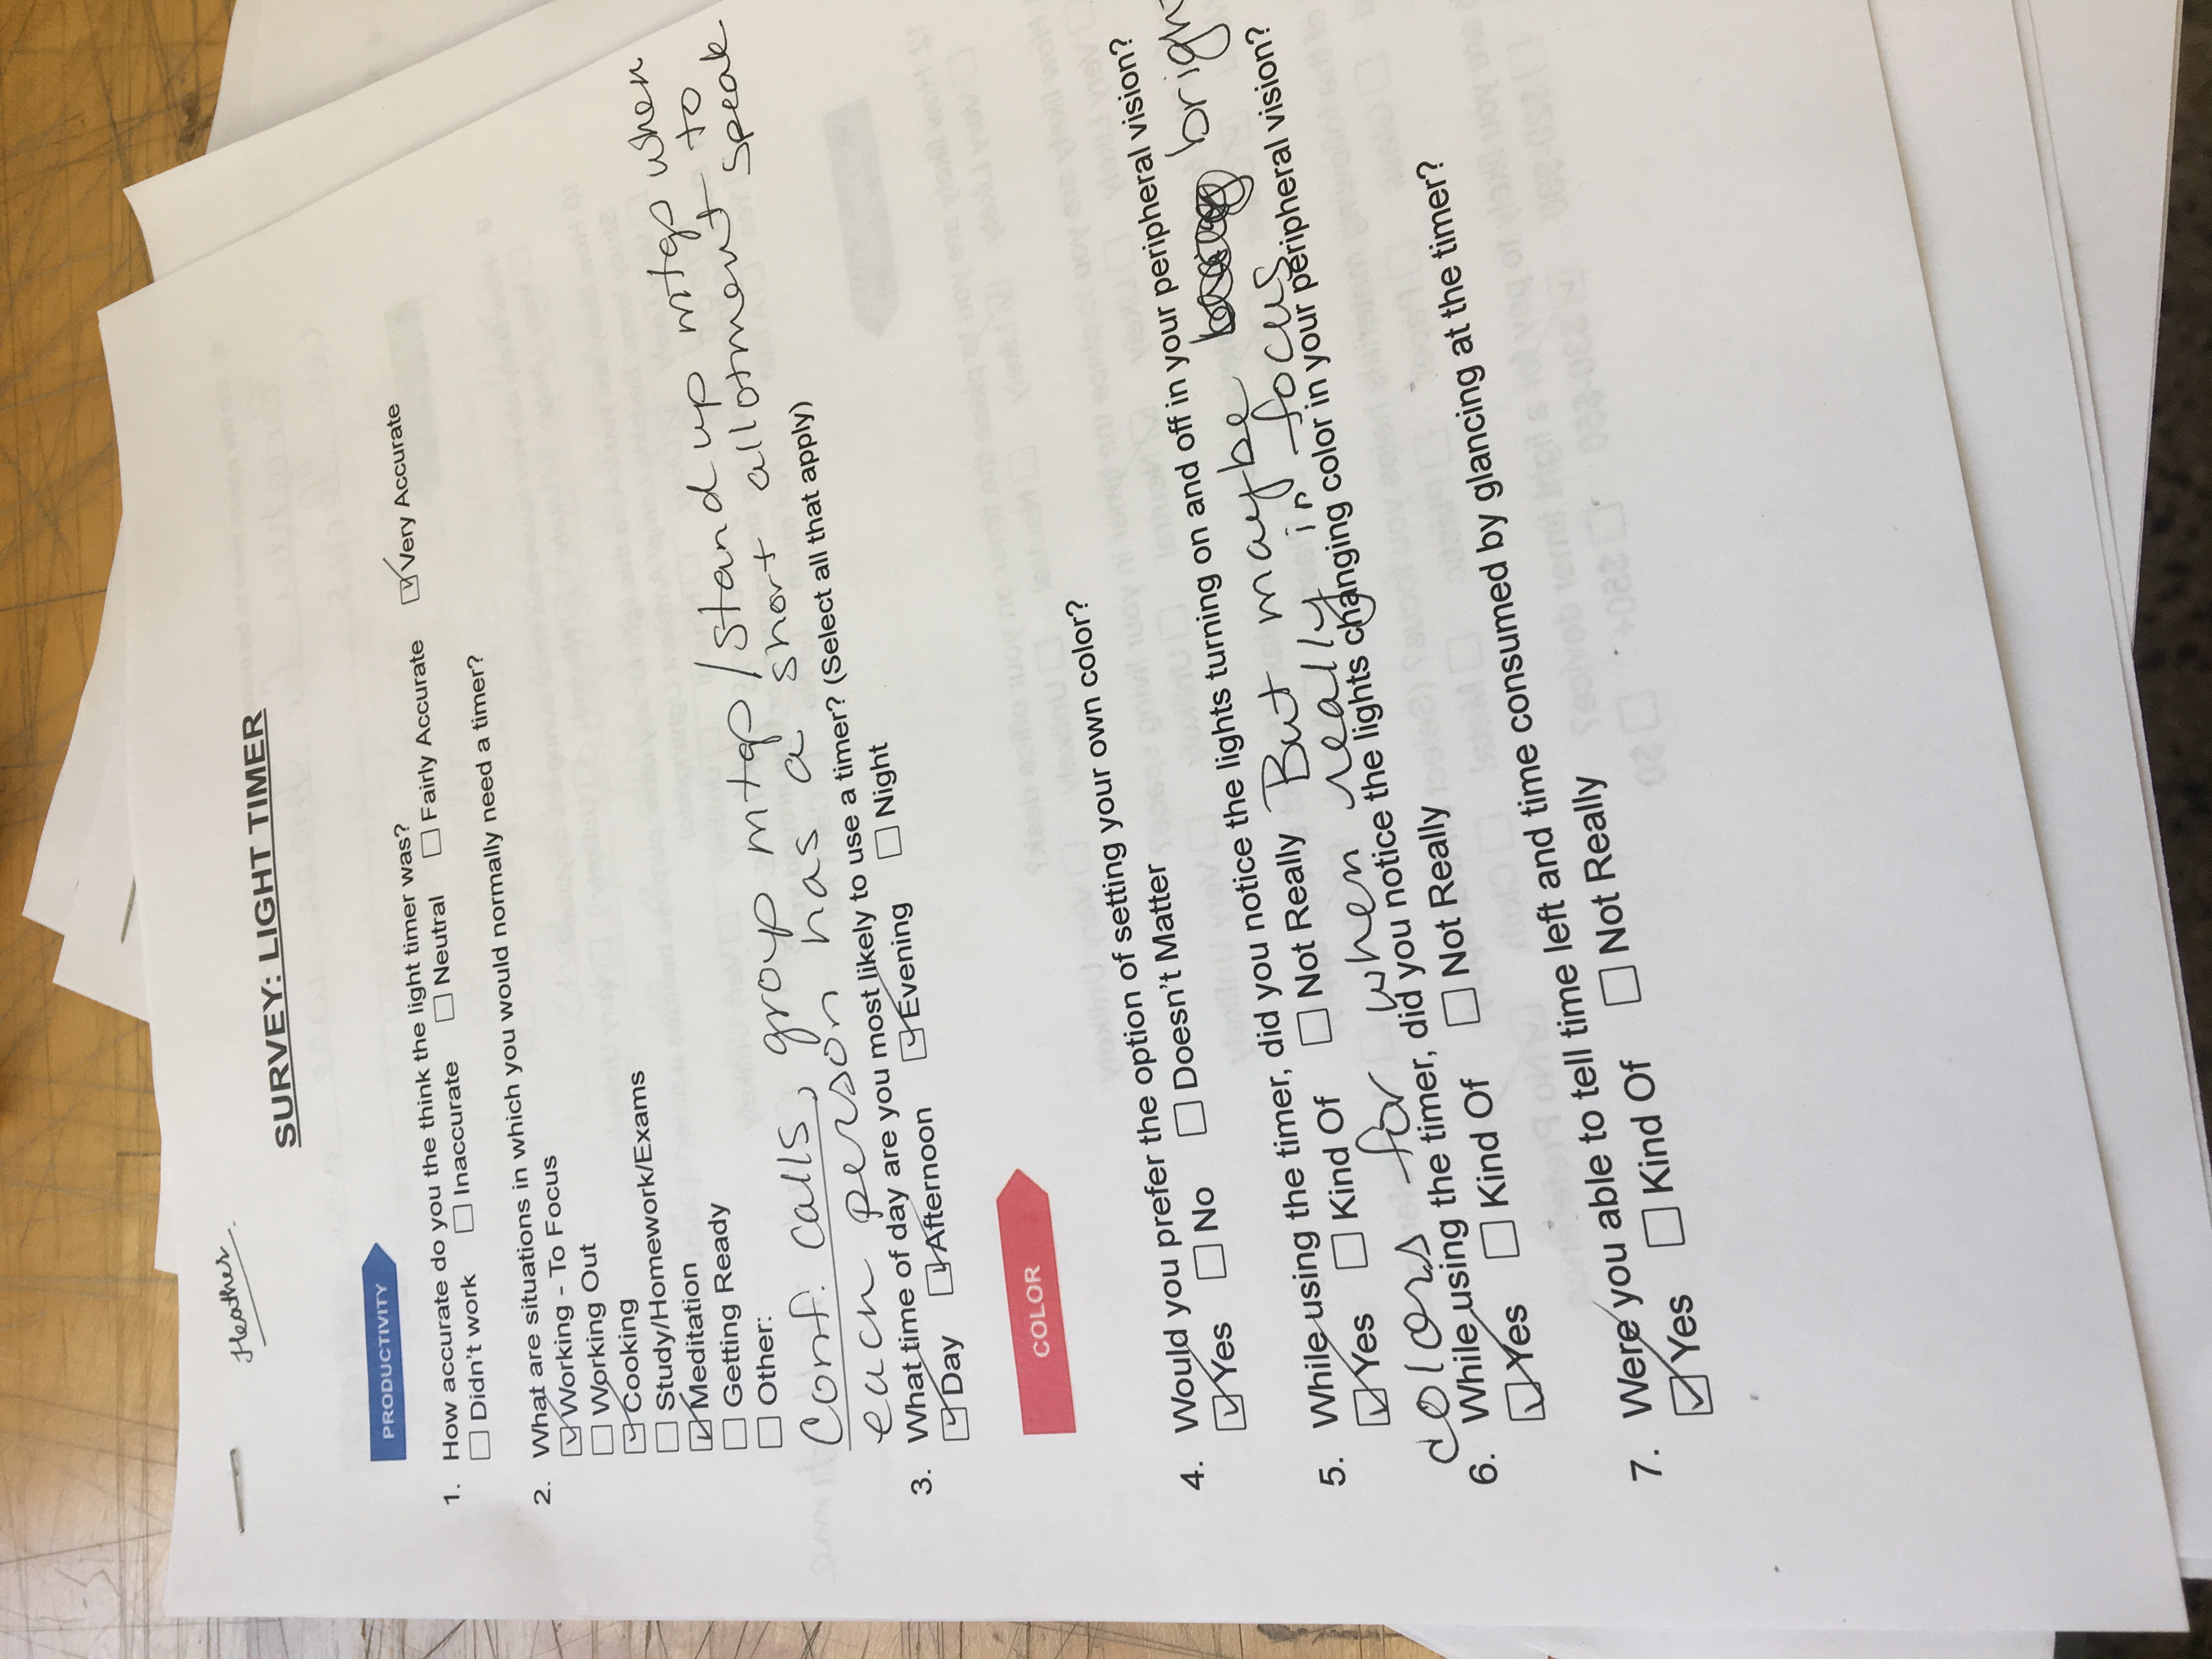 Heather
SURVEY: LIGHT TIMER
PRODUCTIVITY
1. How accurate do you the think the light timer was?
Didn't work Inaccurate Neutral Fairly Accurate Very Accurate
2. What are situations in which you would normally need a timer?
Working - To Focus
Working Out
Cooking
Study/Homework/Exams
Meditation
Getting Ready
Other:
Conf. calls, group mtgs/stand up mtgs when
each person has a short allotment to speak
3. What time of day are you most likely to use a timer? (Select all that apply)
Day Afternoon Evening Night
COLOR
4. Would you prefer the option of setting your own color?
Yes No Doesn't Matter
5. While using the timer, did you notice the lights turning on and off in your peripheral vision?
Yes Kind Of Not Really But maybe bright
colors for when really in focus
6. While using the timer, did you notice the lights changing color in your peripheral vision?
Yes Kind Of Not Really
7. Were you able to tell time left and time consumed by glancing at the timer?
Yes Kind Of Not Really